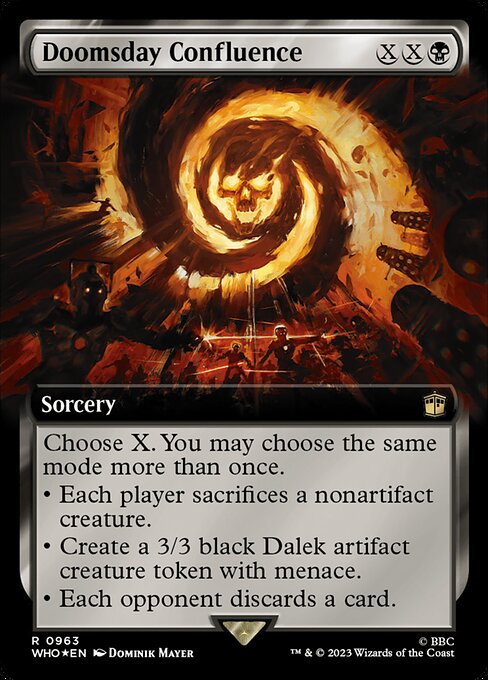 Doomsday Confluence X X
Sorcery
Choose X. You may choose the same
mode more than once.
• Each player sacrifices a nonartifact
creature.
• Create a 3/3 black Dalek artifact
creature token with menace.
• Each opponent discards a card.
R 0963 © BBC
WHO★EN Dominik Mayer ™ & © 2023 Wizards of the Coast